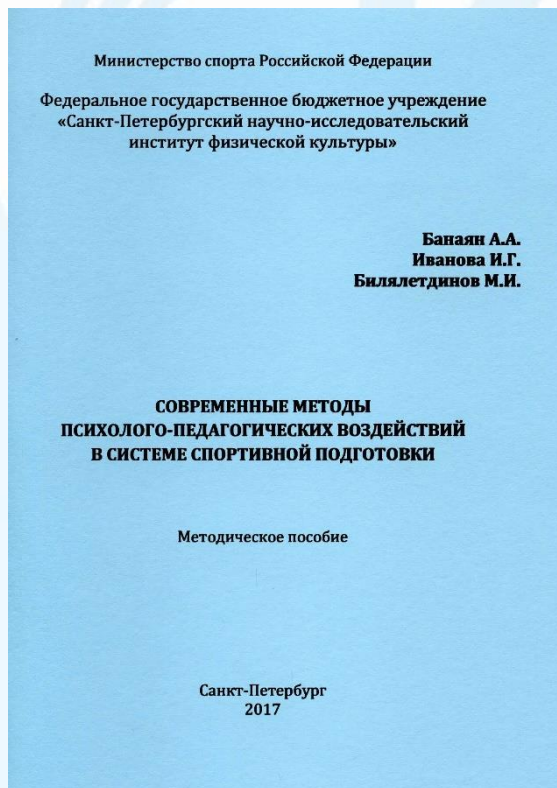 Министерство спорта Российской Федерации
Федеральное государственное бюджетное учреждение
«Санкт-Петербургский научно-исследовательский
институт физической культуры»
Банаян А.А.
Иванова И.Г.
Билялетдинов М.И.
СОВРЕМЕННЫЕ МЕТОДЫ
ПСИХОЛОГО-ПЕДАГОГИЧЕСКИХ ВОЗДЕЙСТВИЙ
В СИСТЕМЕ СПОРТИВНОЙ ПОДГОТОВКИ
Методическое пособие
Санкт-Петербург
2017